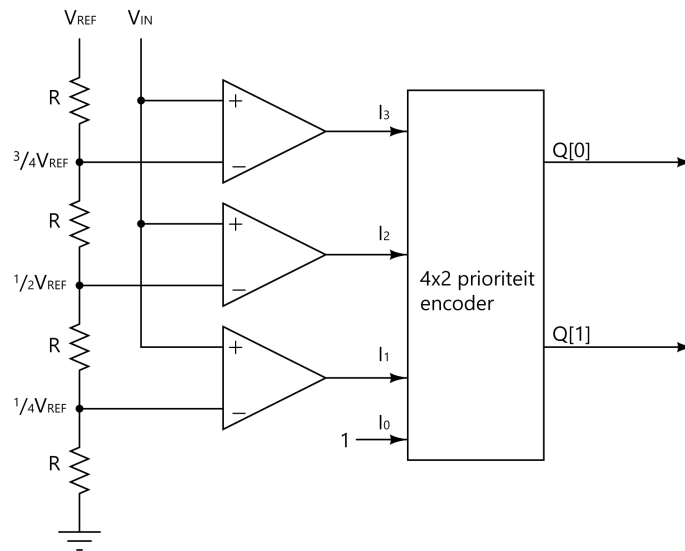 VREF
VIN
R
I3
3/4VREF
Q[0]
R
I2
4x2 prioriteit
encoder
1/2VREF
R
Q[1]
I1
1/4VREF
I0
1
R
+
−
+
−
+
−